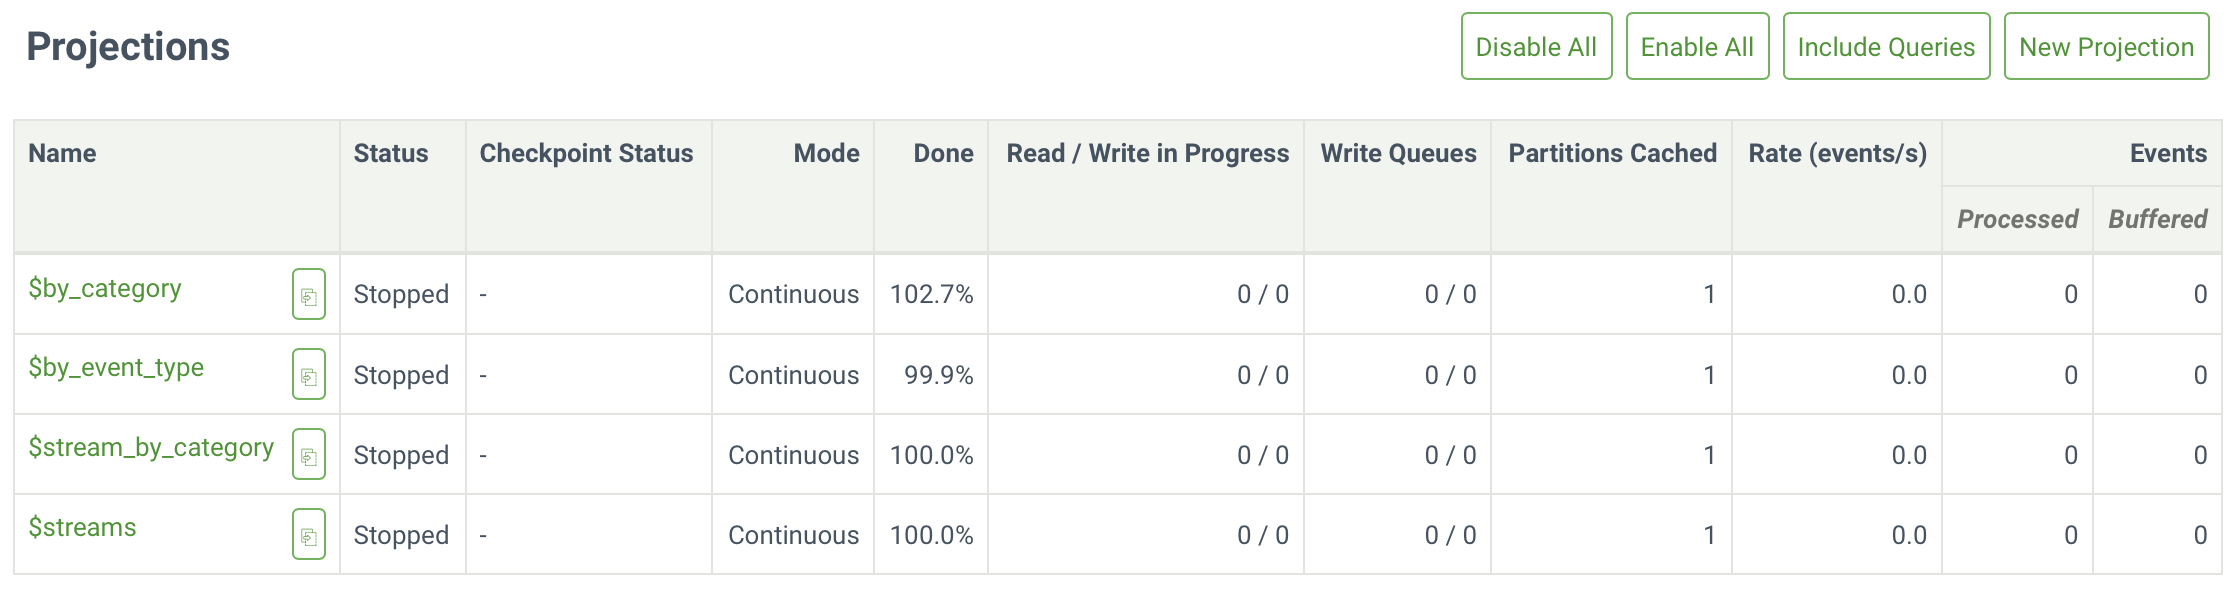 Projections
Disable All Enable All Include Queries New Projection
Name Status Checkpoint Status Mode Done Read / Write in Progress Write Queues Partitions Cached Rate (events/s) Events
Processed Buffered
$by_category Stopped - Continuous 102.7% 0 / 0 0 / 0 1 0.0 0 0
$by_event_type Stopped - Continuous 99.9% 0 / 0 0 / 0 1 0.0 0 0
$stream_by_category Stopped - Continuous 100.0% 0 / 0 0 / 0 1 0.0 0 0
$streams Stopped - Continuous 100.0% 0 / 0 0 / 0 1 0.0 0 0